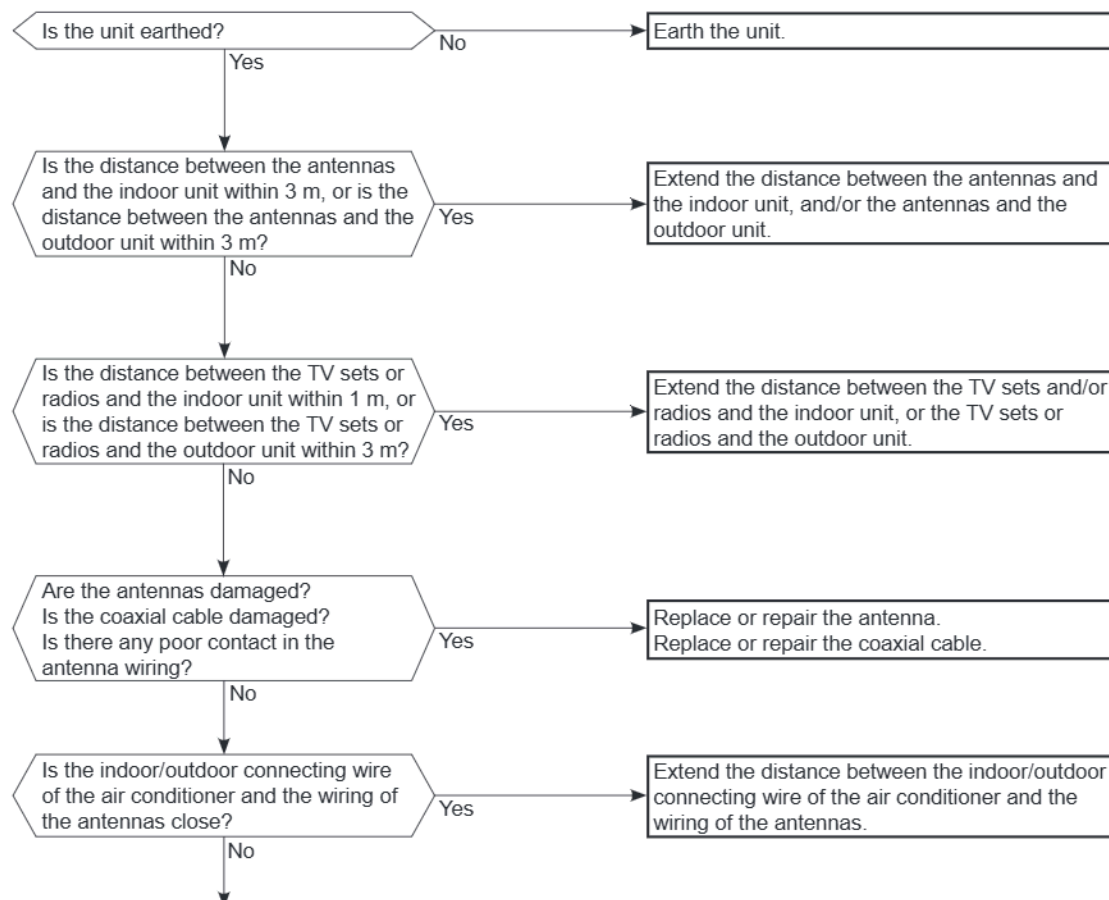 Is the unit earthed?
No
Earth the unit.
Yes
Is the distance between the antennas
and the indoor unit within 3 m, or is the
distance between the antennas and the
outdoor unit within 3 m?
Yes
Extend the distance between the antennas and
the indoor unit, and/or the antennas and the
outdoor unit.
No
Is the distance between the TV sets or
radios and the indoor unit within 1 m, or
is the distance between the TV sets or
radios and the outdoor unit within 3 m?
Yes
Extend the distance between the TV sets and/or
radios and the indoor unit, or the TV sets or
radios and the outdoor unit.
No
Are the antennas damaged?
Is the coaxial cable damaged?
Is there any poor contact in the
antenna wiring?
Yes
Replace or repair the antenna.
Replace or repair the coaxial cable.
No
Is the indoor/outdoor connecting wire
of the air conditioner and the wiring of
the antennas close?
Yes
Extend the distance between the indoor/outdoor
connecting wire of the air conditioner and the
wiring of the antennas.
No